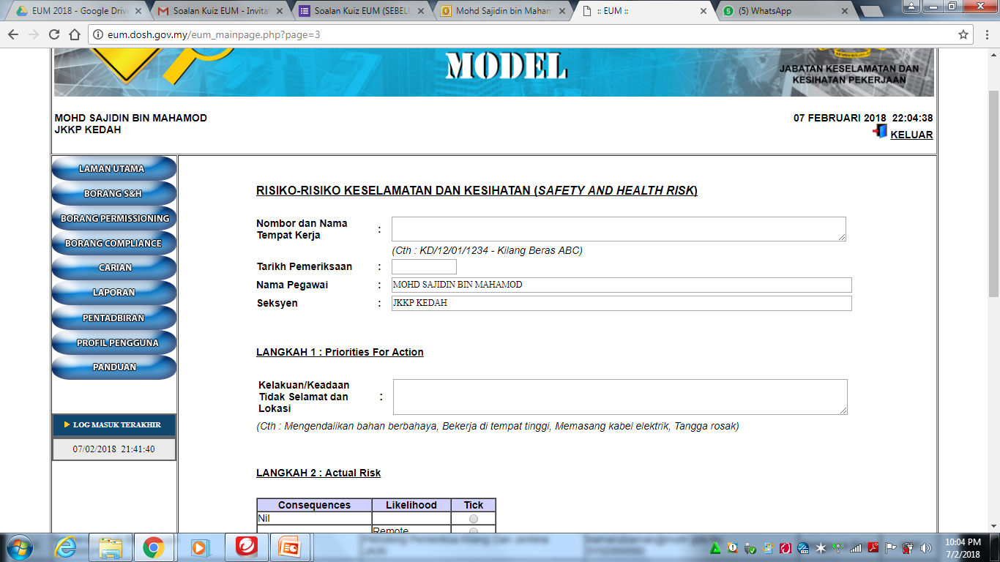 EUM 2018 - Google Drive
Soalan Kuiz EUM - Invitat
Soalan Kuiz EUM (SEBELU
Mohd Sajidin bin Maham
:: EUM ::
(5) WhatsApp
eum.dosh.gov.my/eum_mainpage.php?page=3
MODEL
JABATAN KESELAMATAN DAN
KESIHATAN PEKERJAAN
MOHD SAJIDIN BIN MAHAMOD
JKKP KEDAH
07 FEBRUARI 2018 22:04:38
KELUAR
LAMAN UTAMA
BORANG S&H
BORANG PERMISSIONING
BORANG COMPLIANCE
CARIAN
LAPORAN
PENTADBIRAN
PROFIL PENGGUNA
PANDUAN
LOG MASUK TERAKHIR
07/02/2018 21:41:40
RISIKO-RISIKO KESELAMATAN DAN KESIHATAN (SAFETY AND HEALTH RISK)
Nombor dan Nama
Tempat Kerja :
(Cth : KD/12/01/1234 - Kilang Beras ABC)
Tarikh Pemeriksaan :
Nama Pegawai : MOHD SAJIDIN BIN MAHAMOD
Seksyen : JKKP KEDAH
LANGKAH 1 : Priorities For Action
Kelakuan/Keadaan
Tidak Selamat dan :
Lokasi
(Cth : Mengendalikan bahan berbahaya, Bekerja di tempat tinggi, Memasang kabel elektrik, Tangga rosak)
LANGKAH 2 : Actual Risk
Consequences Likelihood Tick
Nil
Remote
10:04 PM
7/2/2018